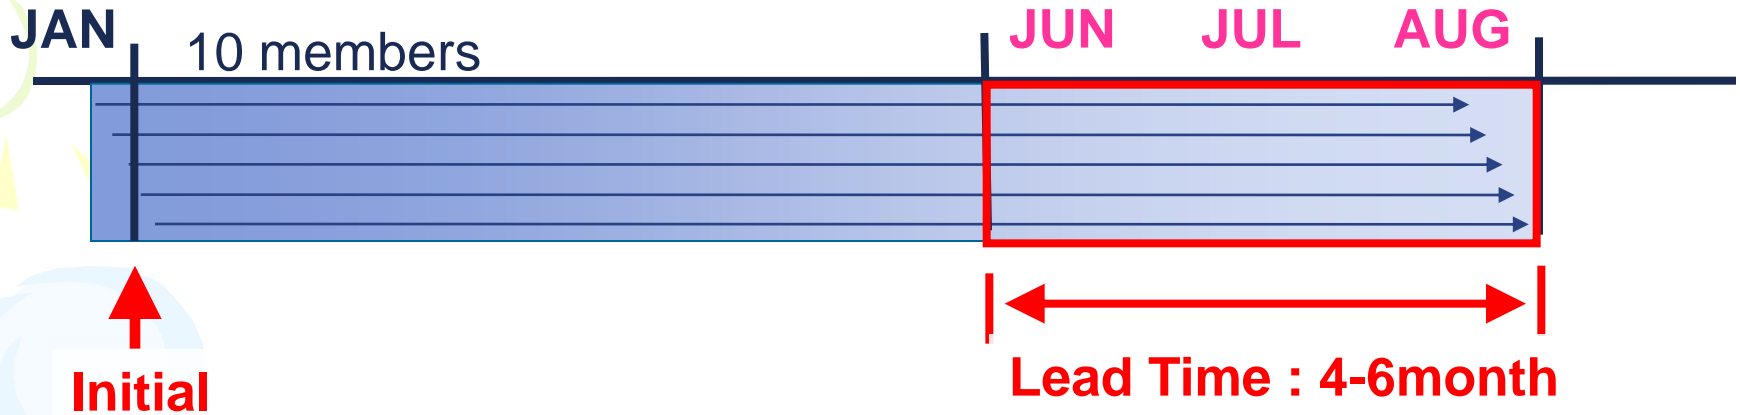 JAN
10 members
JUN JUL AUG
Initial
Lead Time : 4-6month